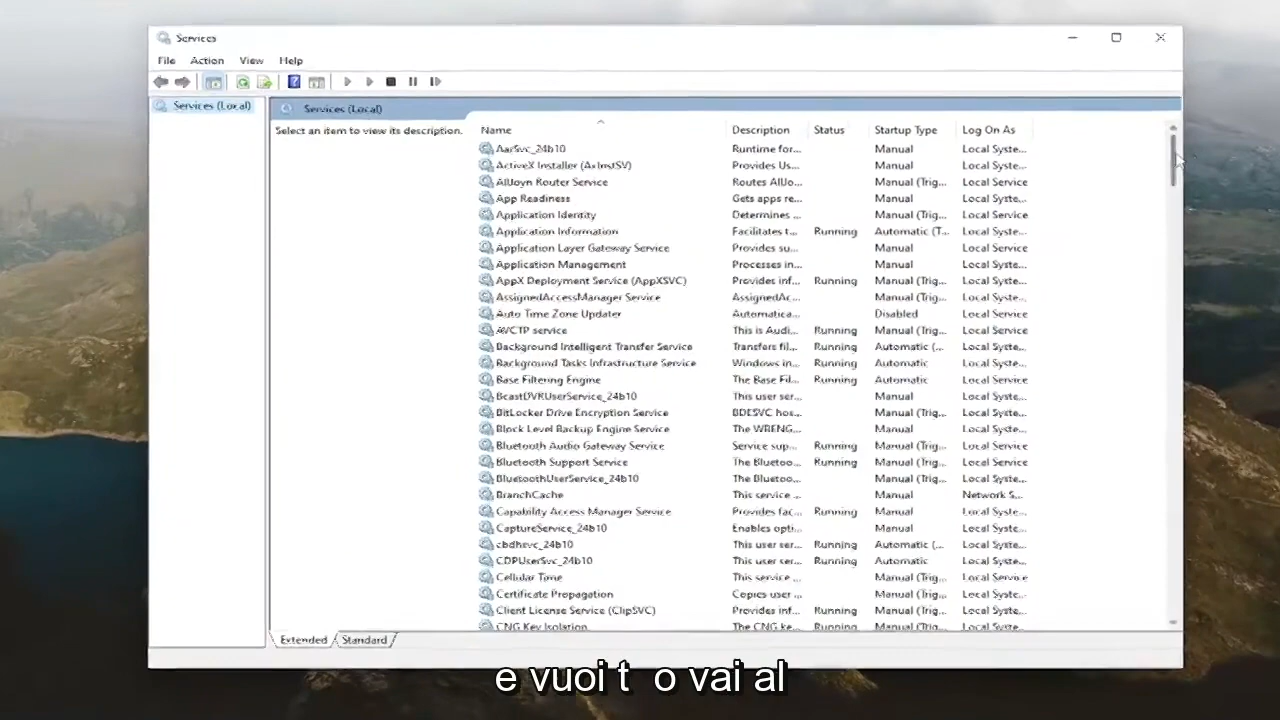 Services
File Action View Help
Services (Local)
Services (Local)
Select an item to view its description.
Name Description Status Startup Type Log On As
AarSvc_24b10 Runtime for... Manual Local Syste...
ActiveX Installer (AxInstSV) Provides Us... Manual Local Syste...
AllJoyn Router Service Routes AllJo... Manual (Trig... Local Service
App Readiness Gets apps re... Manual Local Syste...
Application Identity Determines ... Manual (Trig... Local Service
Application Information Facilitates t... Running Automatic (T... Local Syste...
Application Layer Gateway Service Provides su... Manual Local Service
Application Management Processes in... Manual Local Syste...
AppX Deployment Service (AppXSVC) Provides inf... Running Manual (Trig... Local Syste...
AssignedAccessManager Service AssignedAc... Manual (Trig... Local Syste...
Auto Time Zone Updater Automatica... Disabled Local Service
AVCTP service This is Audi... Running Manual (Trig... Local Service
Background Intelligent Transfer Service Transfers fil... Running Automatic (... Local Syste...
Background Tasks Infrastructure Service Windows in... Running Automatic Local Syste...
Base Filtering Engine The Base Fil... Running Automatic Local Service
BcastDVRUserService_24b10 This user ser... Manual Local Syste...
BitLocker Drive Encryption Service BDESVC hos... Manual (Trig... Local Syste...
Block Level Backup Engine Service The WBENG... Manual Local Syste...
Bluetooth Audio Gateway Service Service sup... Running Manual (Trig... Local Service
Bluetooth Support Service The Bluetoo... Running Manual (Trig... Local Service
BluetoothUserService_24b10 The Bluetoo... Manual (Trig... Local Syste...
BranchCache This service ... Manual Network S...
Capability Access Manager Service Provides fac... Running Manual Local Syste...
CaptureService_24b10 Enables opti... Manual Local Syste...
cbdhsvc_24b10 This user ser... Running Automatic (... Local Syste...
CDPUserSvc_24b10 This user ser... Running Automatic Local Syste...
Cellular Time This service ... Manual (Trig... Local Service
Certificate Propagation Copies user ... Manual (Trig... Local Syste...
Client License Service (ClipSVC) Provides inf... Running Manual (Trig... Local Syste...
CNG Key Isolation The CNG ke... Running Manual (Trig... Local Syste...
Extended Standard
e vuoi t o vai al